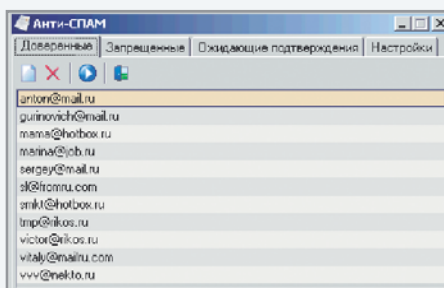 Анти-СПАМ
Доверенные Запрещенные Ожидающие подтверждения Настройки
anton@mail.ru
gurinovich@mail.ru
mama@hotbox.ru
marina@job.ru
sergey@mail.ru
sl@fromru.com
smkt@hotbox.ru
tmp@rikos.ru
victor@rikos.ru
vitaly@mailru.com
vvv@nekto.ru